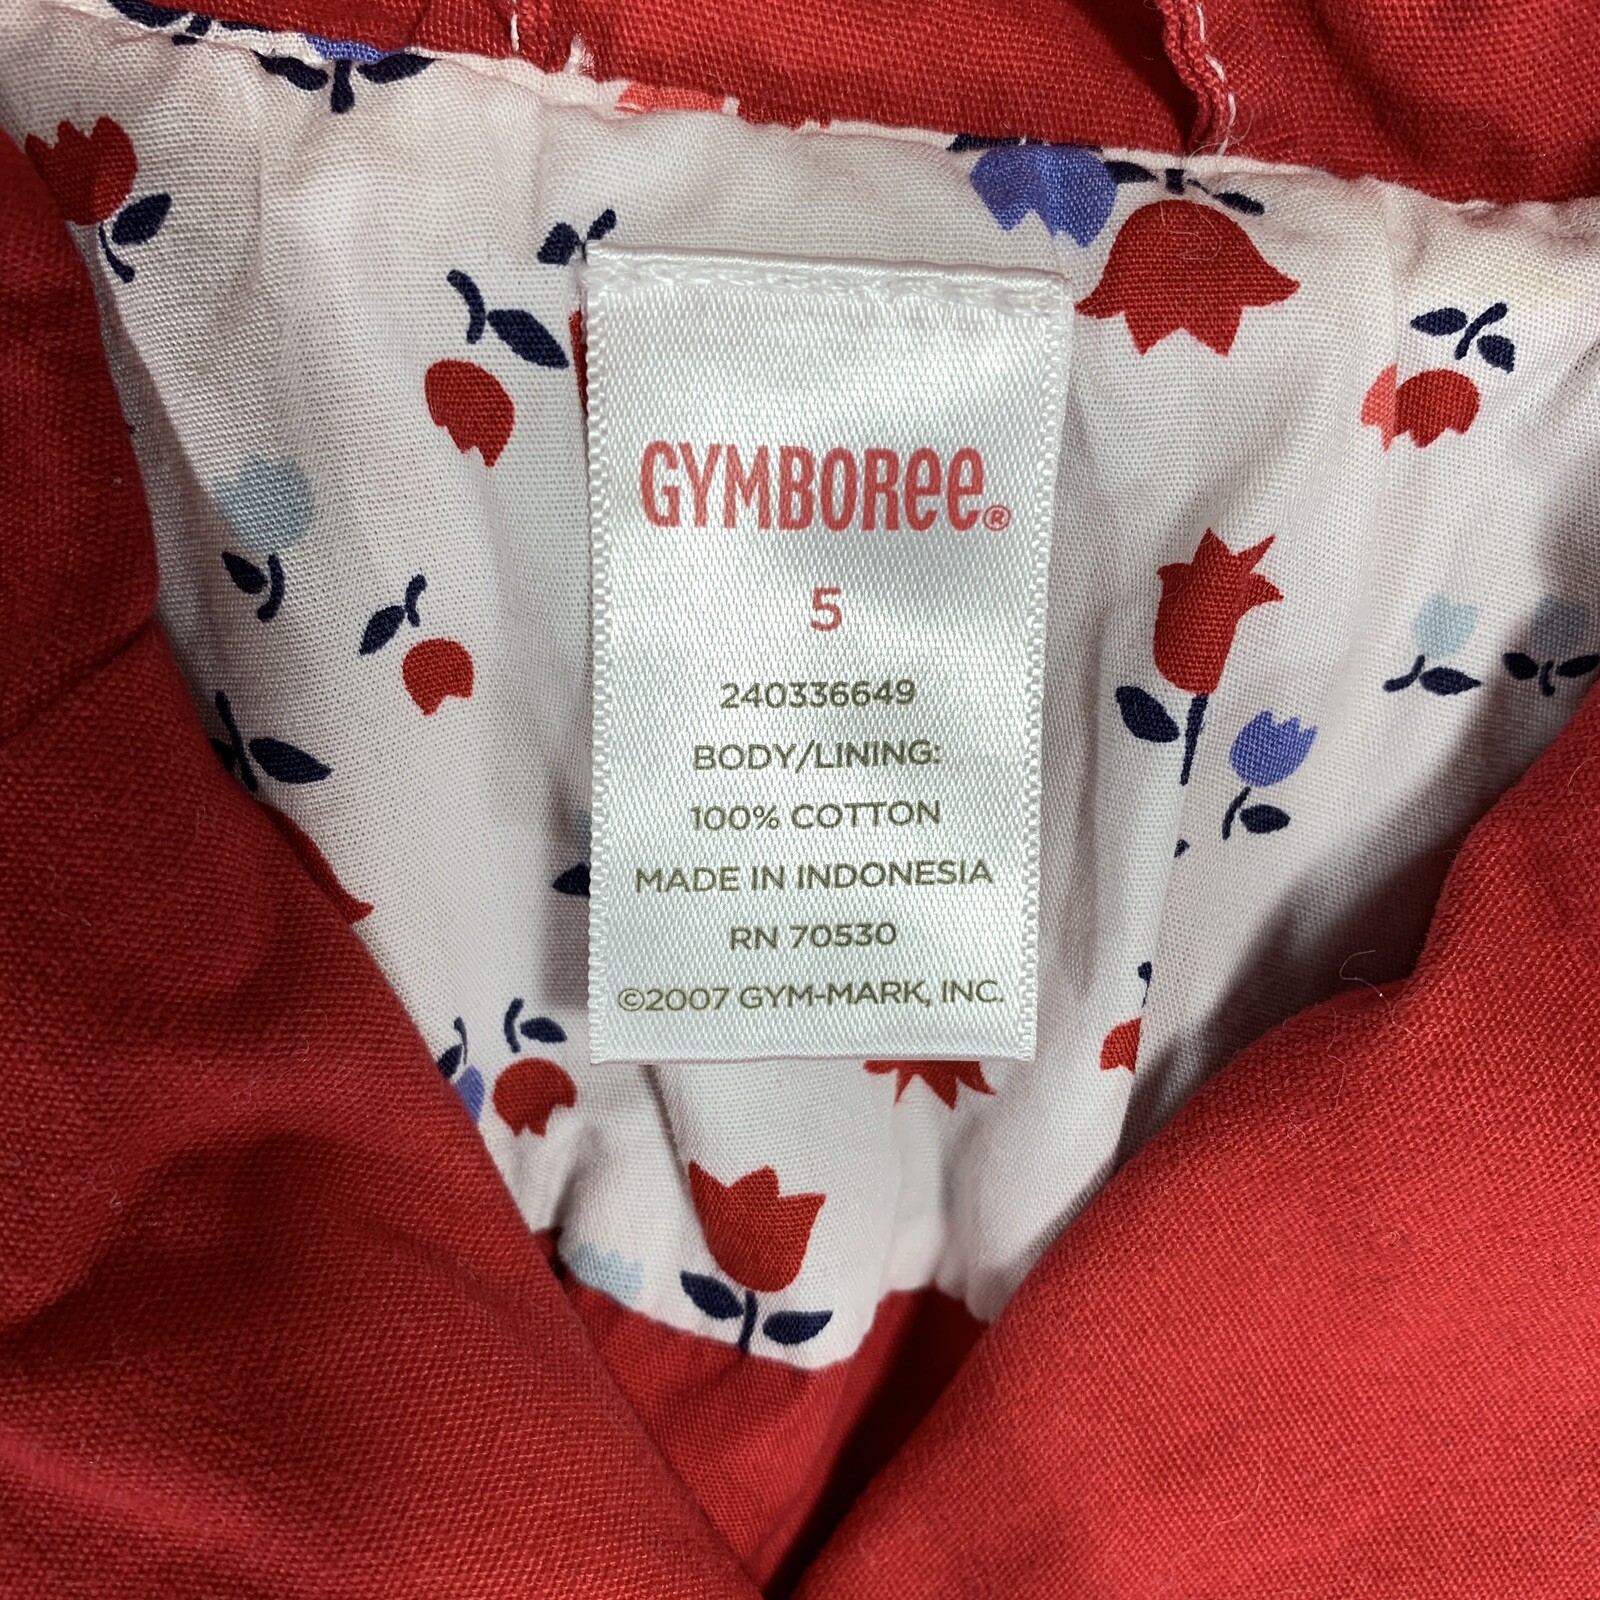 GYMBOREE®
5
240336649
BODY/LINING:
100% COTTON
MADE IN INDONESIA
RN 70530
©2007 GYM-MARK, INC.